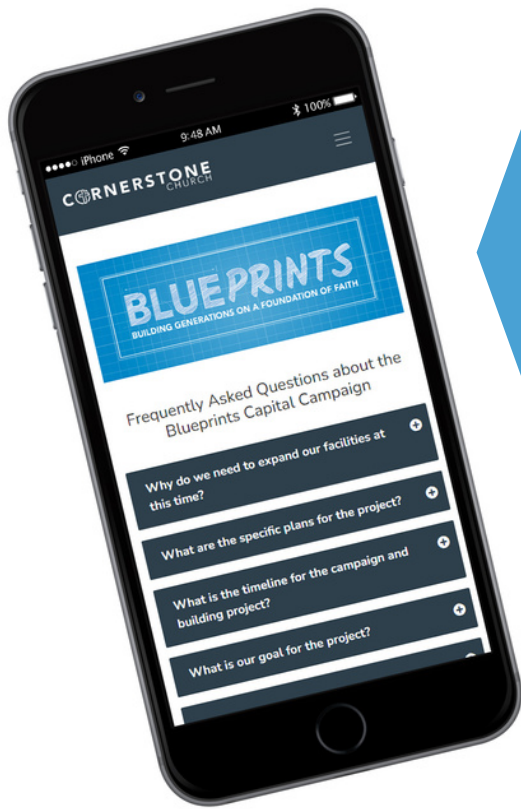 iPhone 9:48 AM 100%
CORNERSTONE
CHURCH
BLUEPRINTS
BUILDING GENERATIONS ON A FOUNDATION OF FAITH
Frequently Asked Questions about the
Blueprints Capital Campaign
Why do we need to expand our facilities at
this time?
What are the specific plans for the project?
What is the timeline for the campaign and
building project?
What is our goal for the project?